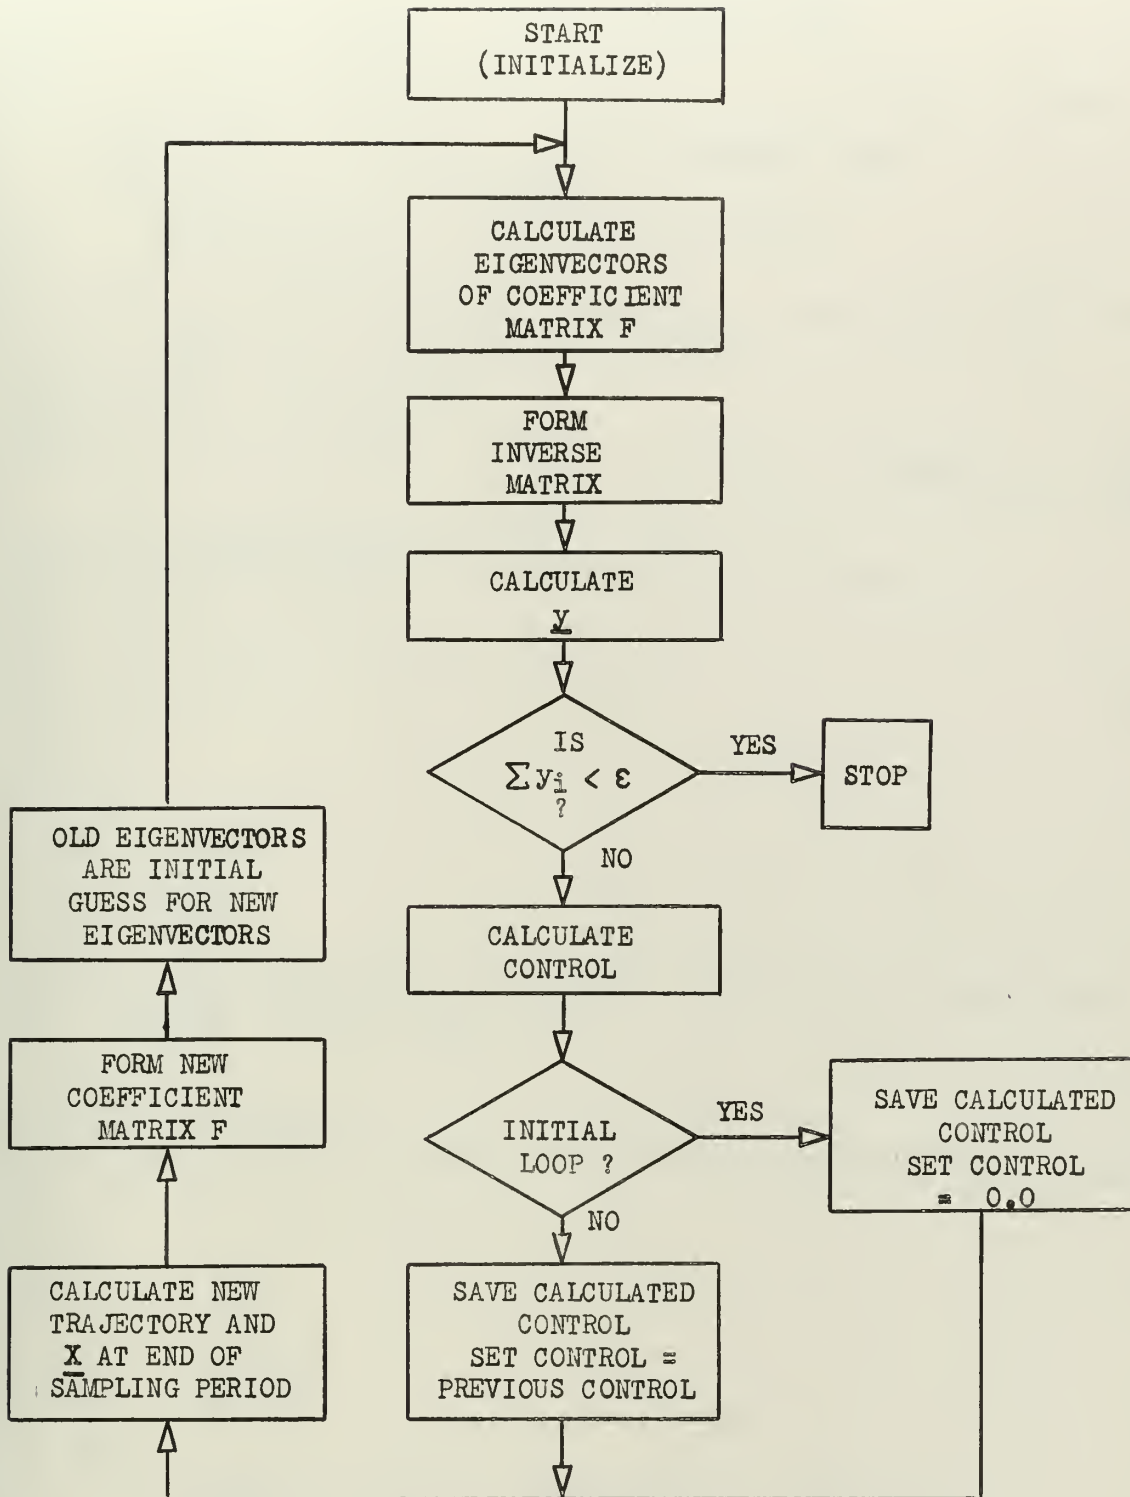 START
(INITIALIZE)
CALCULATE
EIGENVECTORS
OF COEFFICIENT
MATRIX F
FORM
INVERSE
MATRIX
CALCULATE
y
IS
Σ yi < ε
?
YES
STOP
NO
CALCULATE
CONTROL
INITIAL
LOOP ?
YES
SAVE CALCULATED
CONTROL
SET CONTROL
= 0.0
NO
SAVE CALCULATED
CONTROL
SET CONTROL =
PREVIOUS CONTROL
CALCULATE NEW
TRAJECTORY AND
X AT END OF
SAMPLING PERIOD
FORM NEW
COEFFICIENT
MATRIX F
OLD EIGENVECTORS
ARE INITIAL
GUESS FOR NEW
EIGENVECTORS